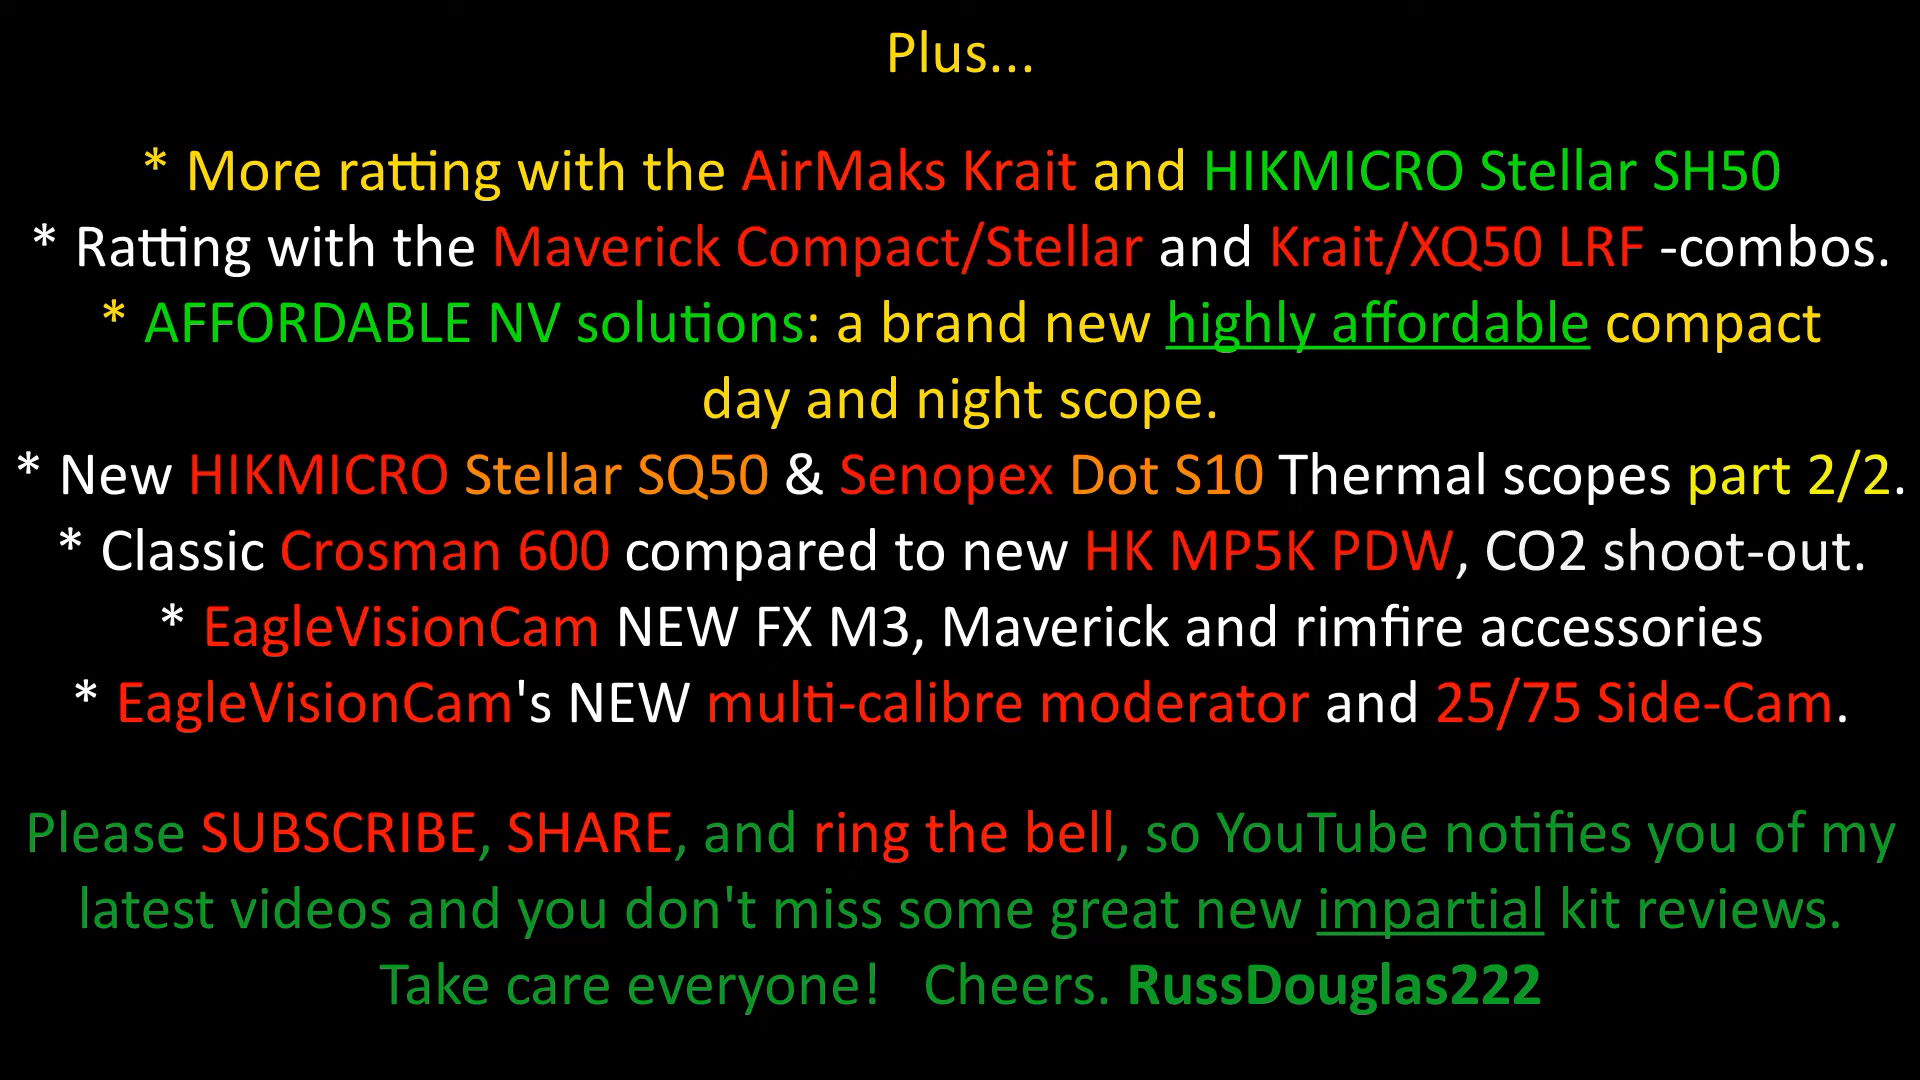 Plus...
* More ratting with the AirMaks Krait and HIKMICRO Stellar SH50
* Ratting with the Maverick Compact/Stellar and Krait/XQ50 LRF -combos.
* AFFORDABLE NV solutions: a brand new highly affordable compact
day and night scope.
* New HIKMICRO Stellar SQ50 & Senopex Dot S10 Thermal scopes part 2/2.
* Classic Crosman 600 compared to new HK MP5K PDW, CO2 shoot-out.
* EagleVisionCam NEW FX M3, Maverick and rimfire accessories
* EagleVisionCam's NEW multi-calibre moderator and 25/75 Side-Cam.
Please SUBSCRIBE, SHARE, and ring the bell, so YouTube notifies you of my
latest videos and you don't miss some great new impartial kit reviews.
Take care everyone!   Cheers. RussDouglas222